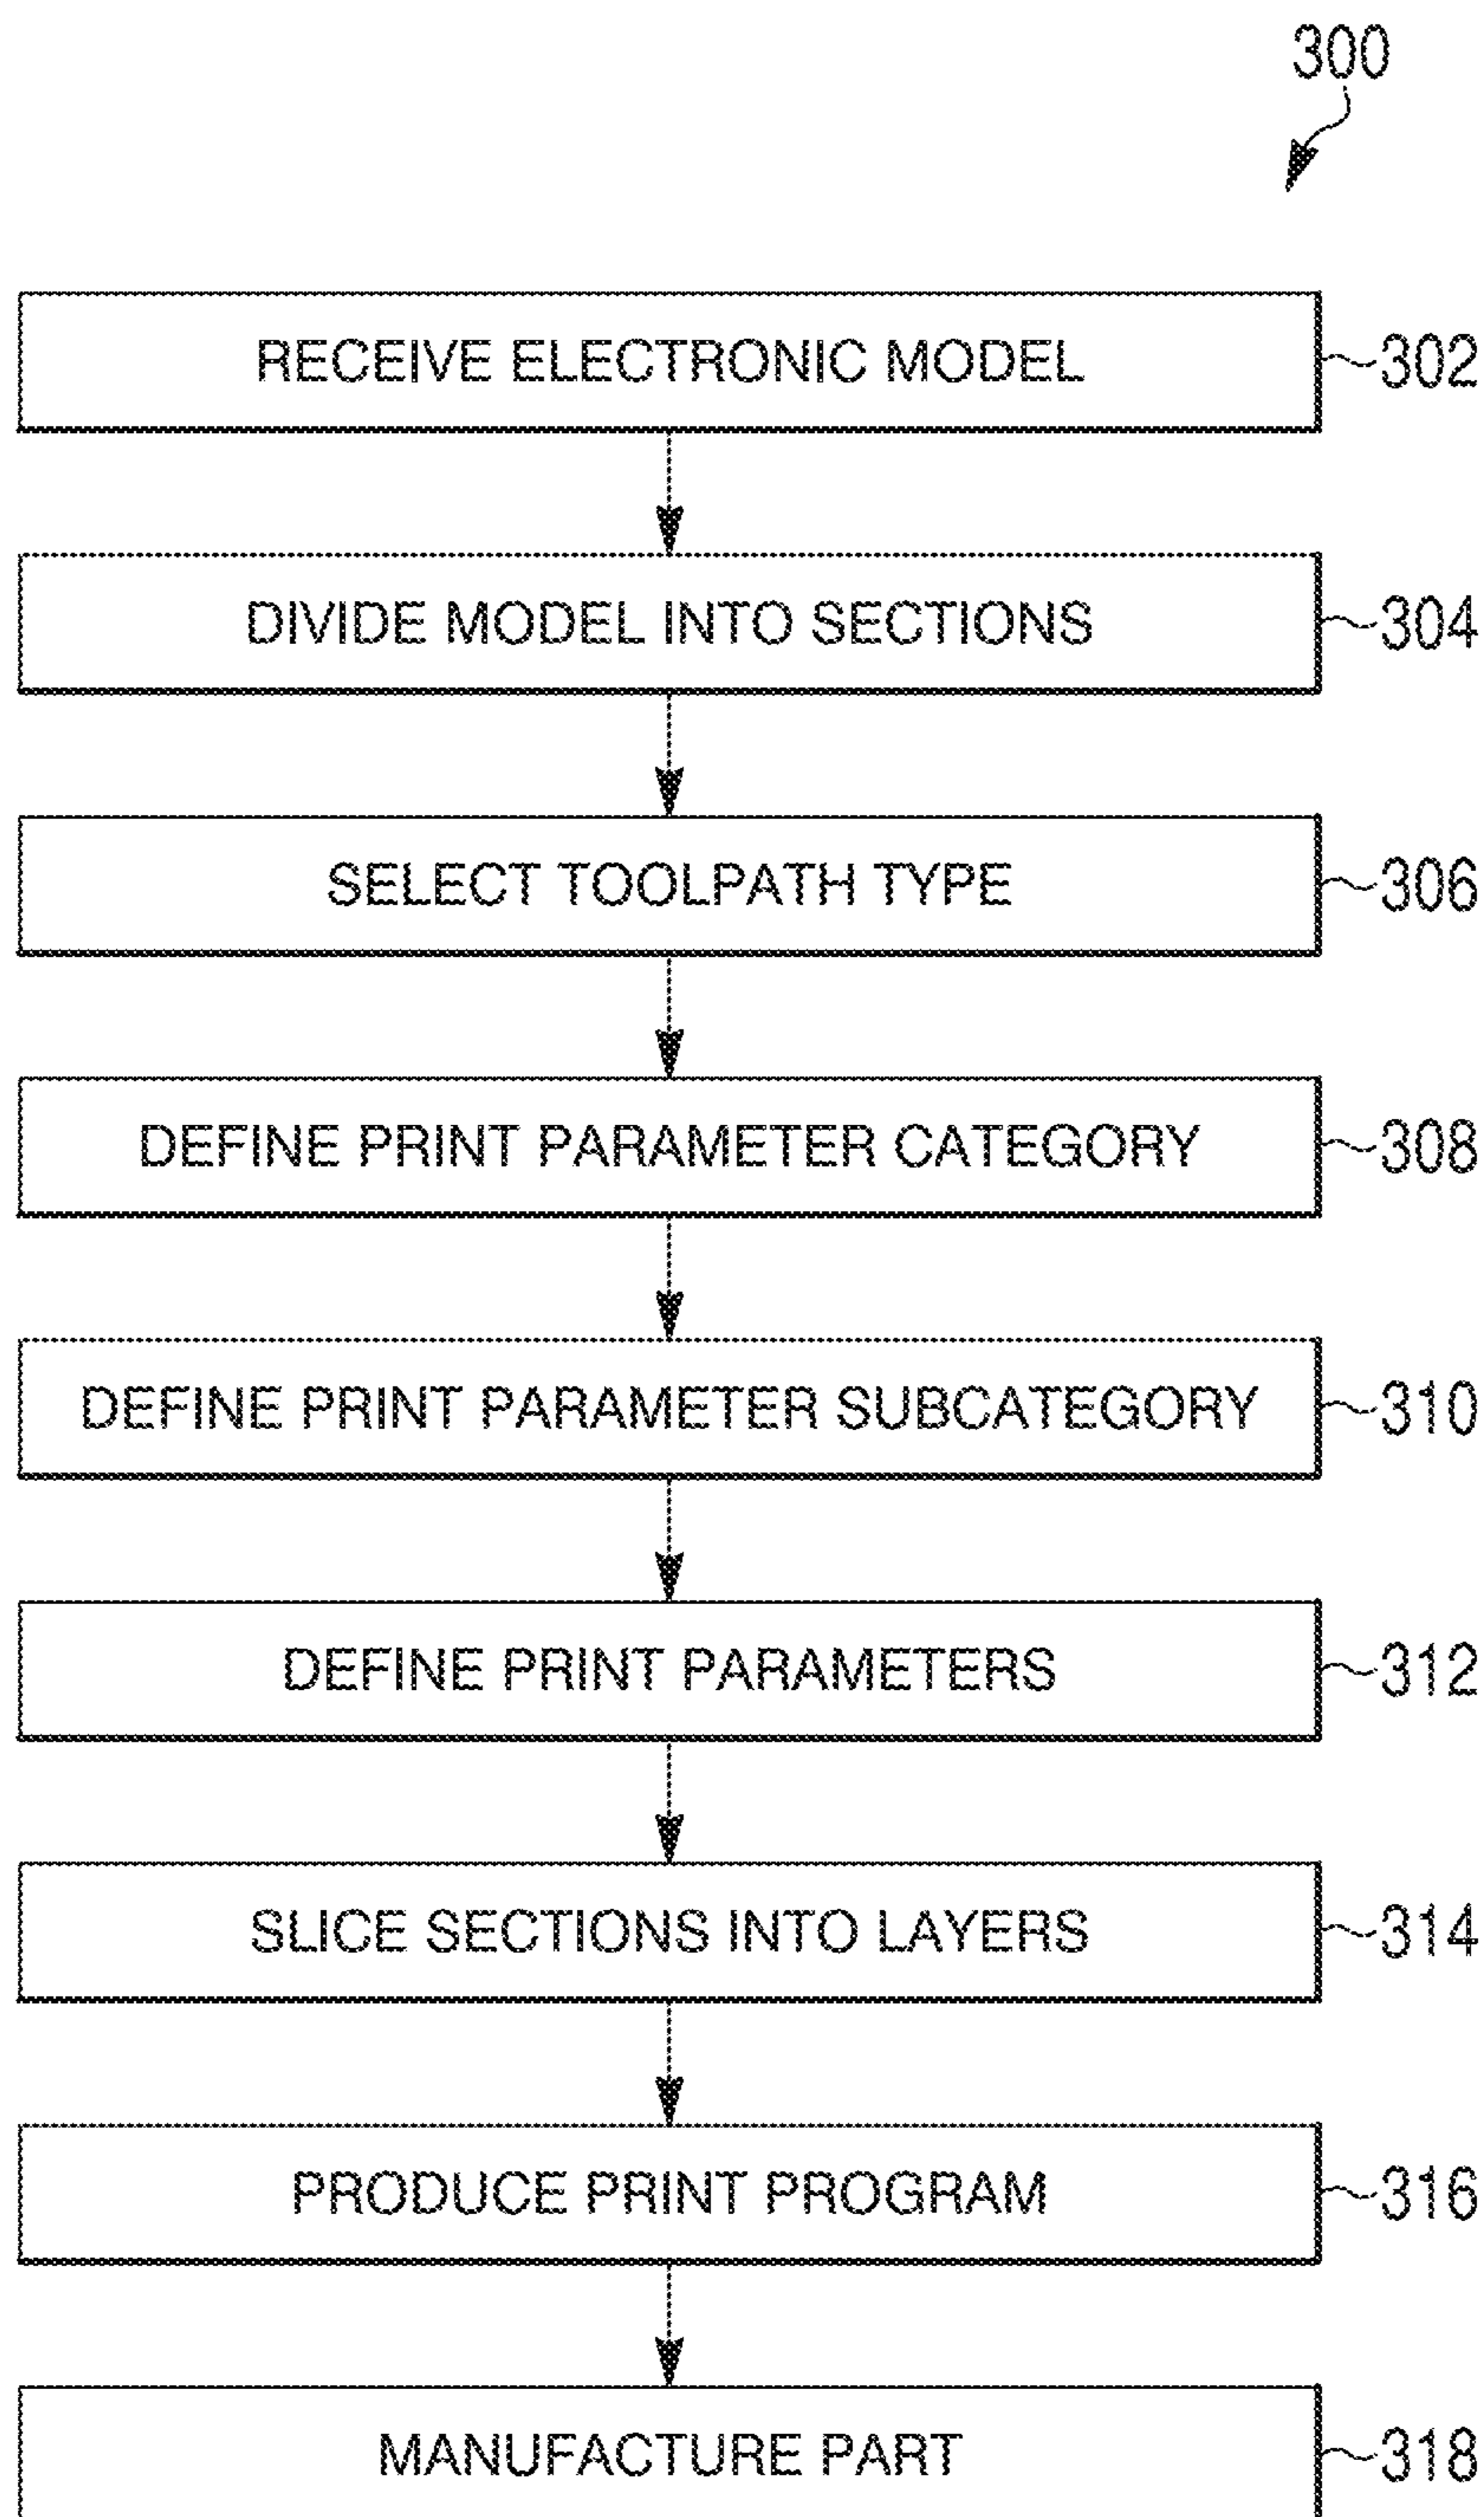 300
RECEIVE ELECTRONIC MODEL 302
DIVIDE MODEL INTO SECTIONS 304
SELECT TOOLPATH TYPE 306
DEFINE PRINT PARAMETER CATEGORY 308
DEFINE PRINT PARAMETER SUBCATEGORY 310
DEFINE PRINT PARAMETERS 312
SLICE SECTIONS INTO LAYERS 314
PRODUCE PRINT PROGRAM 316
MANUFACTURE PART 318